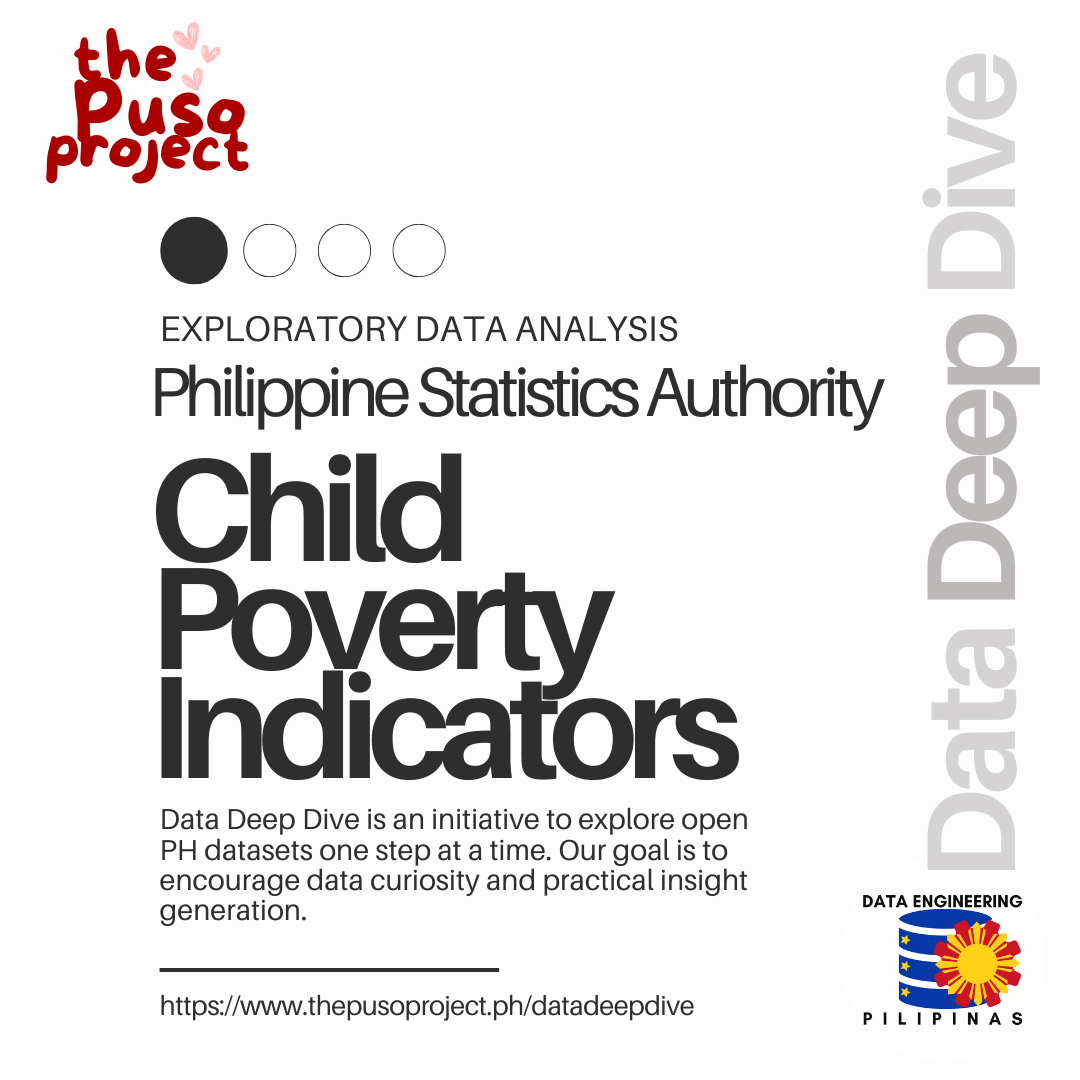 the
Puso
project
EXPLORATORY DATA ANALYSIS
Philippine Statistics Authority
Child
Poverty
Indicators
Data Deep Dive is an initiative to explore open
PH datasets one step at a time. Our goal is to
encourage data curiosity and practical insight
generation.
https://www.thepusoproject.ph/datadeepdive
Data Deep Dive
DATA ENGINEERING
PILIPINAS